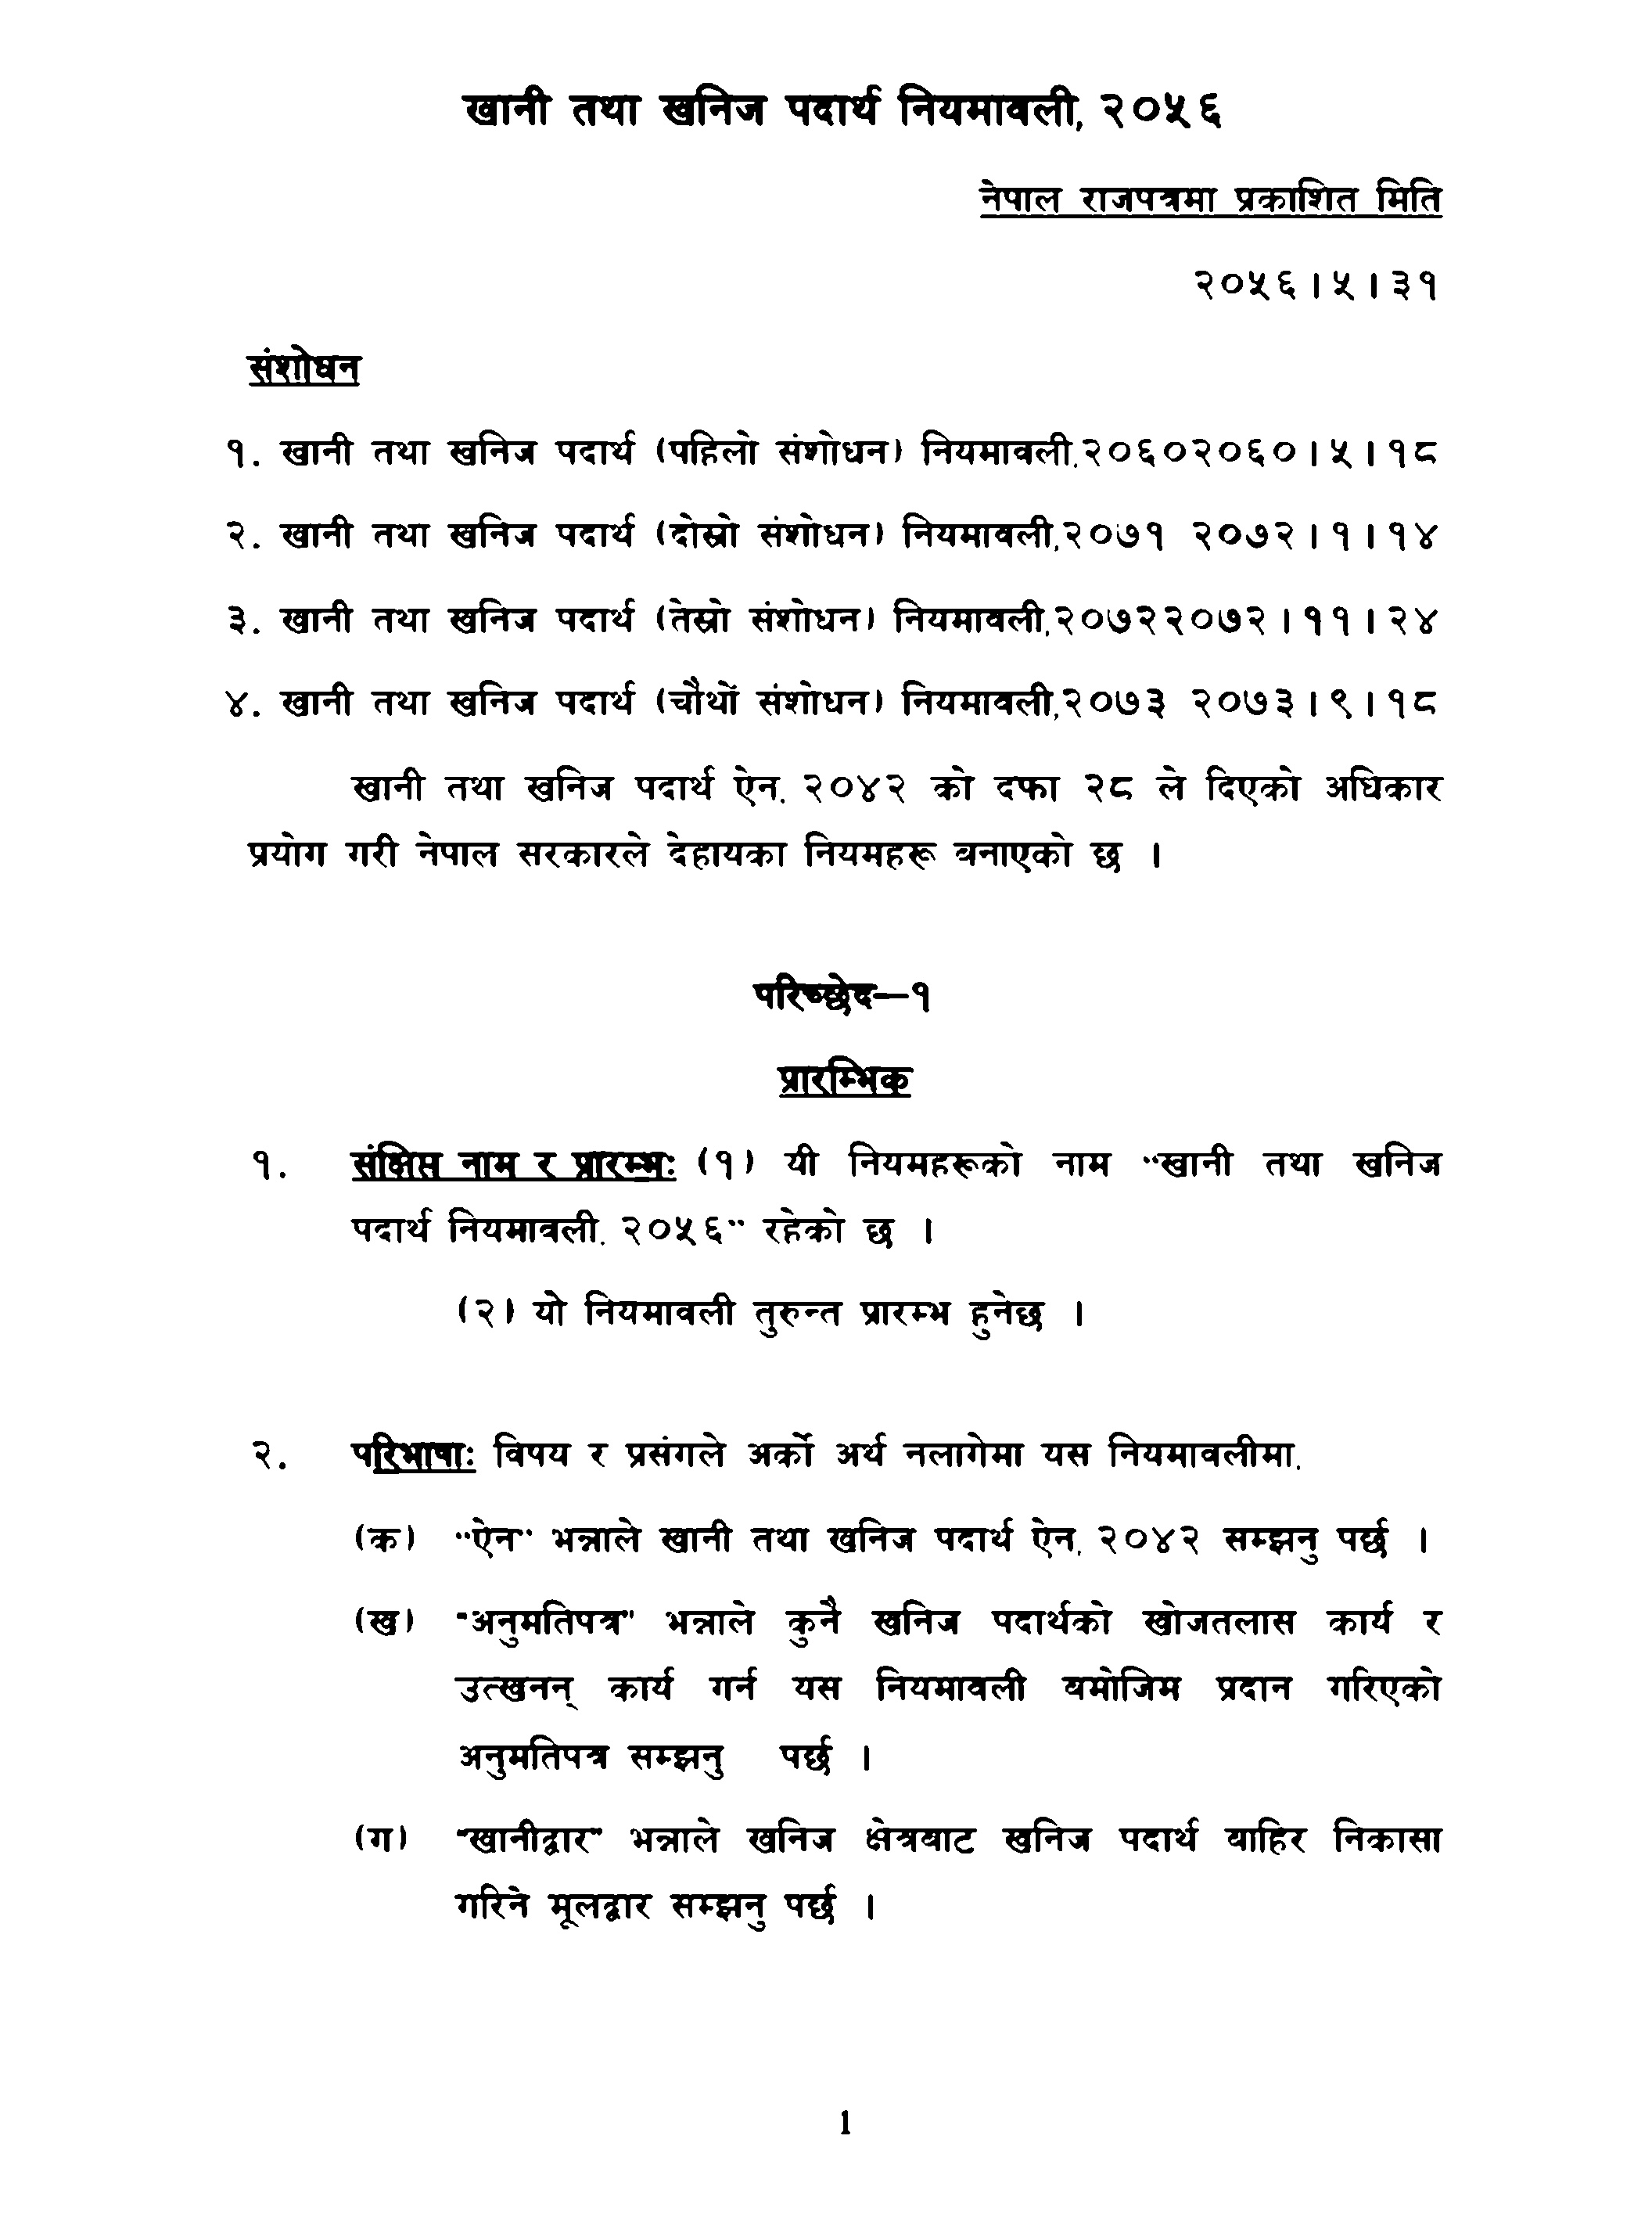 खानी तथा खनिज पदार्थ नियमावली, २०५६
नेपाल राजपत्रमा प्रकाशित मिति
२०५६।५।३१
संशोधन
१. खानी तथा खनिज पदार्थ (पहिलो संशोधन) नियमावली,२०६०२०६०।५।१८
२. खानी तथा खनिज पदार्थ (दोस्रो संशोधन) नियमावली,२०७१ २०७२।१।१४
३. खानी तथा खनिज पदार्थ (तेस्रो संशोधन) नियमावली,२०७२२०७२।११।२४
४. खानी तथा खनिज पदार्थ (चौथों संशोधन) नियमावली,२०७३ २०७३।९।१८
खानी तथा खनिज पदार्थ ऐन, २०४२ को दफा २८ ले दिएको अधिकार
प्रयोग गरी नेपाल सरकारले देहायका नियमहरू बनाएको छ ।
परिच्छेद–१
प्रारम्भिक
१. संक्षिप्त नाम र प्रारम्भः (१) यी नियमहरूको नाम "खानी तथा खनिज
पदार्थ नियमावली, २०५६" रहेको छ ।
(२) यो नियमावली तुरुन्त प्रारम्भ हुनेछ ।
२. परिभाषाः विषय र प्रसंगले अर्को अर्थ नलागेमा यस नियमावलीमा,
(क) "ऐन" भन्नाले खानी तथा खनिज पदार्थ ऐन, २०४२ सम्झनु पर्छ ।
(ख) "अनुमतिपत्र" भन्नाले कुनै खनिज पदार्थको खोजतलास कार्य र
उत्खनन् कार्य गर्न यस नियमावली बमोजिम प्रदान गरिएको
अनुमतिपत्र सम्झनु पर्छ ।
(ग) "खानीद्वार" भन्नाले खनिज क्षेत्रबाट खनिज पदार्थ बाहिर निकासा
गरिने मूलद्वार सम्झनु पर्छ ।
1